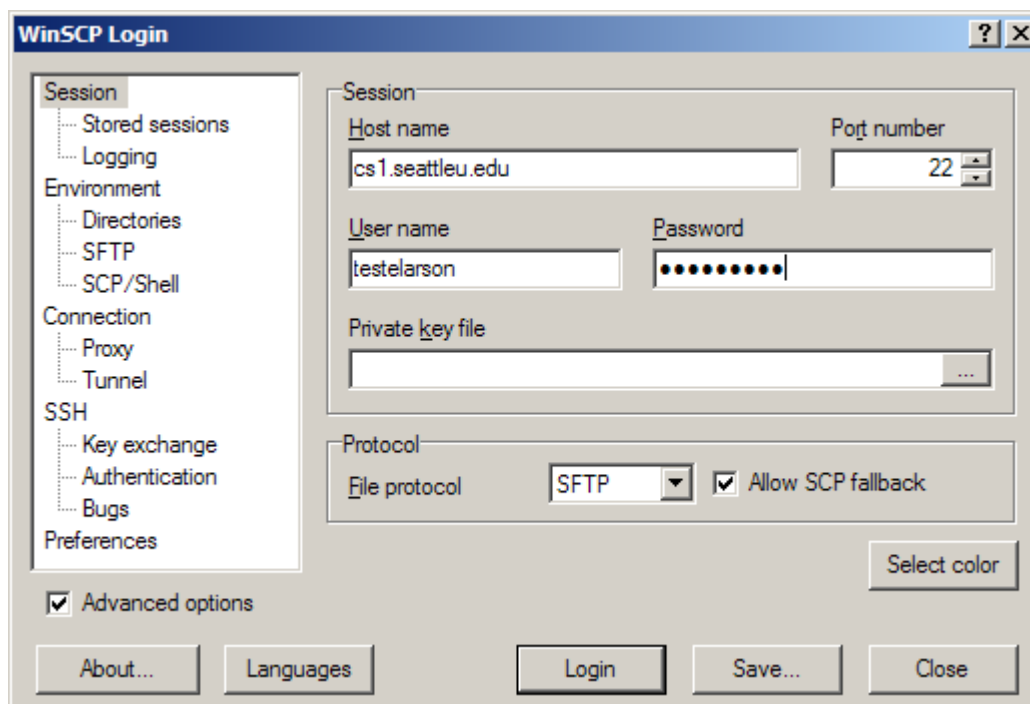 WinSCP Login
Session
Stored sessions
Logging
Environment
Directories
SFTP
SCP/Shell
Connection
Proxy
Tunnel
SSH
Key exchange
Authentication
Bugs
Preferences
Advanced options
Session
Host name
Port number
cs1.seattleu.edu
22
User name
Password
testelarson
●●●●●●●●●
Private key file
...
Protocol
File protocol
SFTP
Allow SCP fallback
Select color
About...
Languages
Login
Save...
Close